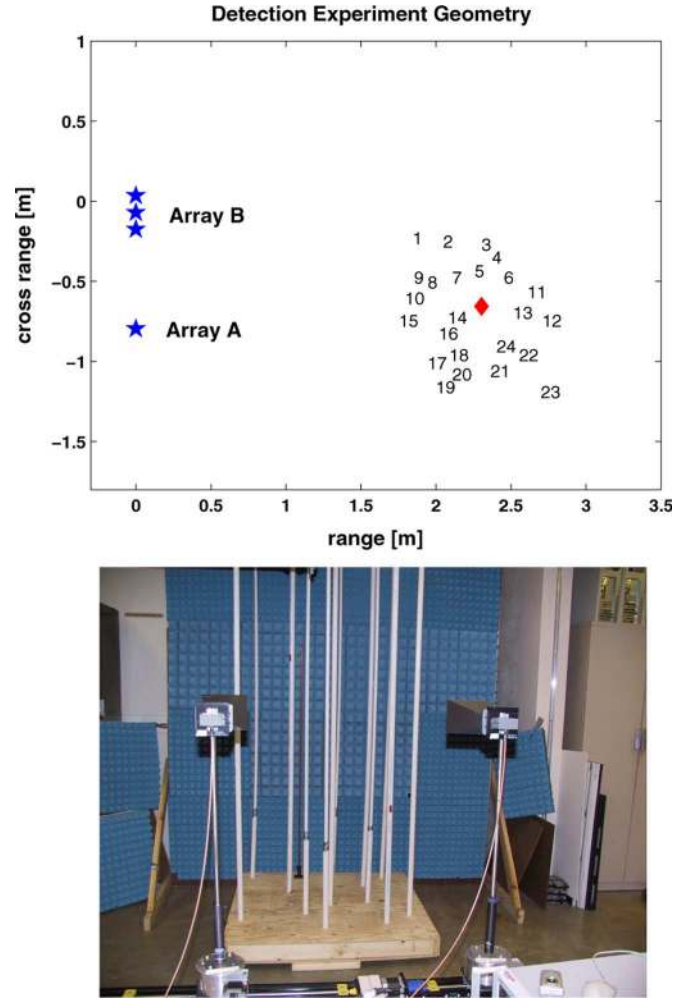 Detection Experiment Geometry
1
0.5
0
−0.5
−1
−1.5
cross range [m]
Array B
Array A
1 2 3
4
5
9 8 7 6
10 11
15 14 13 12
16
17 18 24 22
20 21
19 23
0 0.5 1 1.5 2 2.5 3 3.5
range [m]